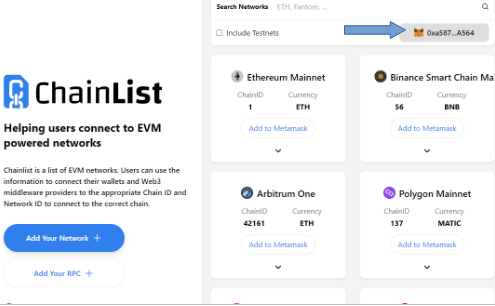 Search Networks ETH, Fantom, ...
Include Testnets
0xa587...A564
ChainList
Helping users connect to EVM
powered networks
Chainlist is a list of EVM networks. Users can use the
information to connect their wallets and Web3
middleware providers to the appropriate Chain ID and
Network ID to connect to the correct chain.
Add Your Network +
Add Your RPC +
Ethereum Mainnet
ChainID Currency
1 ETH
Add to Metamask
Binance Smart Chain Ma
ChainID Currency
56 BNB
Add to Metamask
Arbitrum One
ChainID Currency
42161 ETH
Add to Metamask
Polygon Mainnet
ChainID Currency
137 MATIC
Add to Metamask